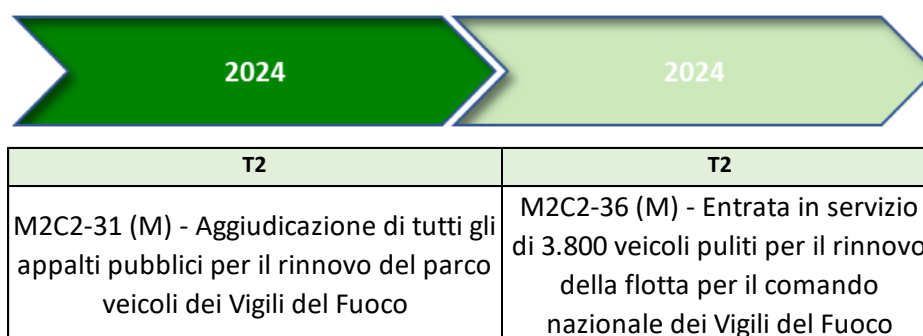 2024
2024
T2
T2
M2C2-31 (M) - Aggiudicazione di tutti gli
appalti pubblici per il rinnovo del parco
veicoli dei Vigili del Fuoco
M2C2-36 (M) - Entrata in servizio
di 3.800 veicoli puliti per il rinnovo
della flotta per il comando
nazionale dei Vigili del Fuoco